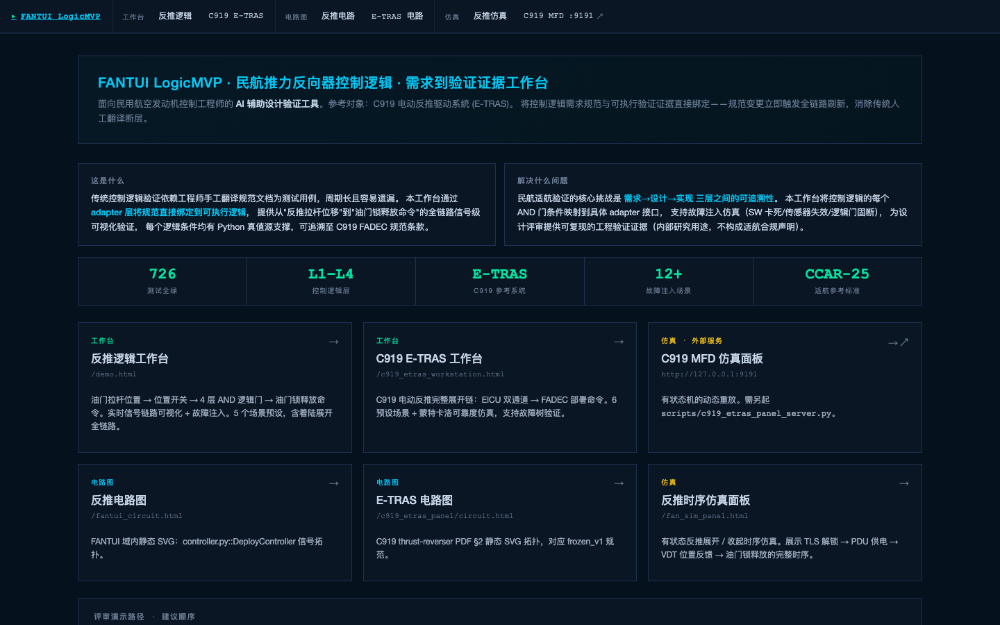 ▸ FANTUI LogicMVP
工作台 反推逻辑 C919 E-TRAS 电路图 反推电路 E-TRAS 电路 仿真 反推仿真 C919 MFD :9191 ↗
FANTUI LogicMVP · 民航推力反向器控制逻辑 · 需求到验证证据工作台
面向民用航空发动机控制工程师的 AI 辅助设计验证工具。参考对象：C919 电动反推驱动系统 (E-TRAS)。 将控制逻辑需求规范与可执行验证证据直接绑定——规范变更立即触发全链路刷新，消除传统人
工翻译断层。
这是什么
传统控制逻辑验证依赖工程师手工翻译规范文档为测试用例，周期长且容易遗漏。 本工作台通过
adapter 层将规范直接绑定到可执行逻辑， 提供从"反推拉杆位移"到"油门锁释放命令"的全链路信号级
可视化验证， 每个逻辑条件均有 Python 真值源支撑，可追溯至 C919 FADEC 规范条款。
解决什么问题
民航适航验证的核心挑战是 需求→设计→实现 三层之间的可追溯性。 本工作台将控制逻辑的每个
AND 门条件映射到具体 adapter 接口， 支持故障注入仿真（SW 卡死/传感器失效/逻辑门固断）， 为设
计评审提供可复现的工程验证证据（内部研究用途，不构成适航合规声明）。
726
测试全绿
L1–L4
控制逻辑层
E-TRAS
C919 参考系统
12+
故障注入场景
CCAR-25
适航参考标准
工作台 →
反推逻辑工作台
/demo.html
油门拉杆位置 → 位置开关 → 4 层 AND 逻辑门 → 油门锁释放命
令。实时信号链路可视化 + 故障注入。5 个场景预设，含着陆展开
全链路。
工作台 →
C919 E-TRAS 工作台
/c919_etras_workstation.html
C919 电动反推完整展开链：EICU 双通道 → FADEC 部署命令。6
预设场景 + 蒙特卡洛可靠度仿真，支持故障树验证。
仿真 · 外部服务 →↗
C919 MFD 仿真面板
http://127.0.0.1:9191
有状态机的动态重放。需另起
scripts/c919_etras_panel_server.py。
电路图 →
反推电路图
/fantui_circuit.html
FANTUI 域内静态 SVG：controller.py::DeployController 信号拓
扑。
电路图 →
E-TRAS 电路图
/c919_etras_panel/circuit.html
C919 thrust-reverser PDF §2 静态 SVG 拓扑，对应 frozen_v1 规
范。
仿真 →
反推时序仿真面板
/fan_sim_panel.html
有状态反推展开 / 收起时序仿真。展示 TLS 解锁 → PDU 供电 →
VDT 位置反馈 → 油门锁释放的完整时序。
评审演示路径 · 建议顺序